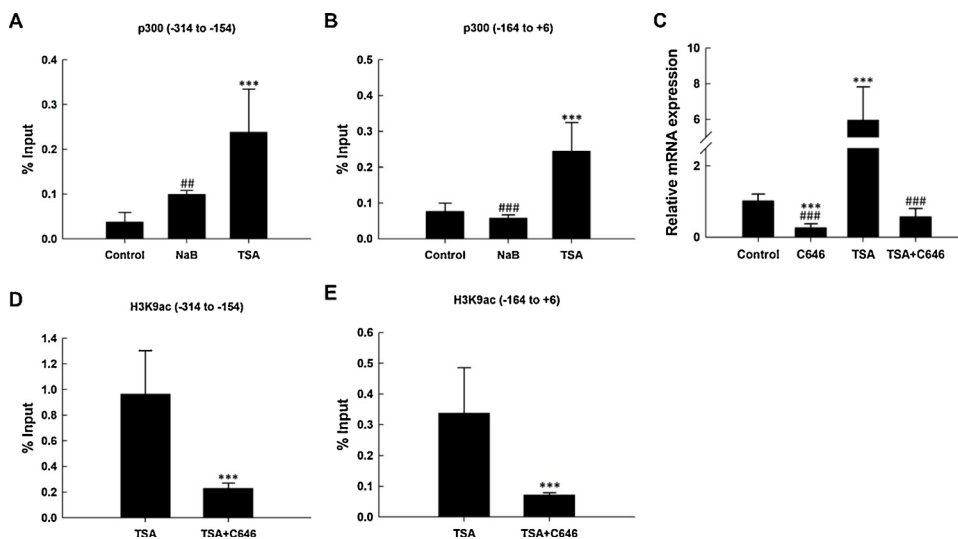 A
p300 (-314 to -154)
% Input
0.4
0.3
0.2
0.1
0.0
##
***
Control
NaB
TSA
B
p300 (-164 to +6)
% Input
0.5
0.4
0.3
0.2
0.1
0.0
###
***
Control
NaB
TSA
C
Relative mRNA expression
10
8
6
2
0
***
###
***
###
Control
C646
TSA
TSA+C646
D
H3K9ac (-314 to -154)
% Input
1.4
1.2
1.0
0.8
0.6
0.4
0.2
0.0
***
TSA
TSA+C646
E
H3K9ac (-164 to +6)
% Input
0.6
0.5
0.4
0.3
0.2
0.1
0.0
***
TSA
TSA+C646